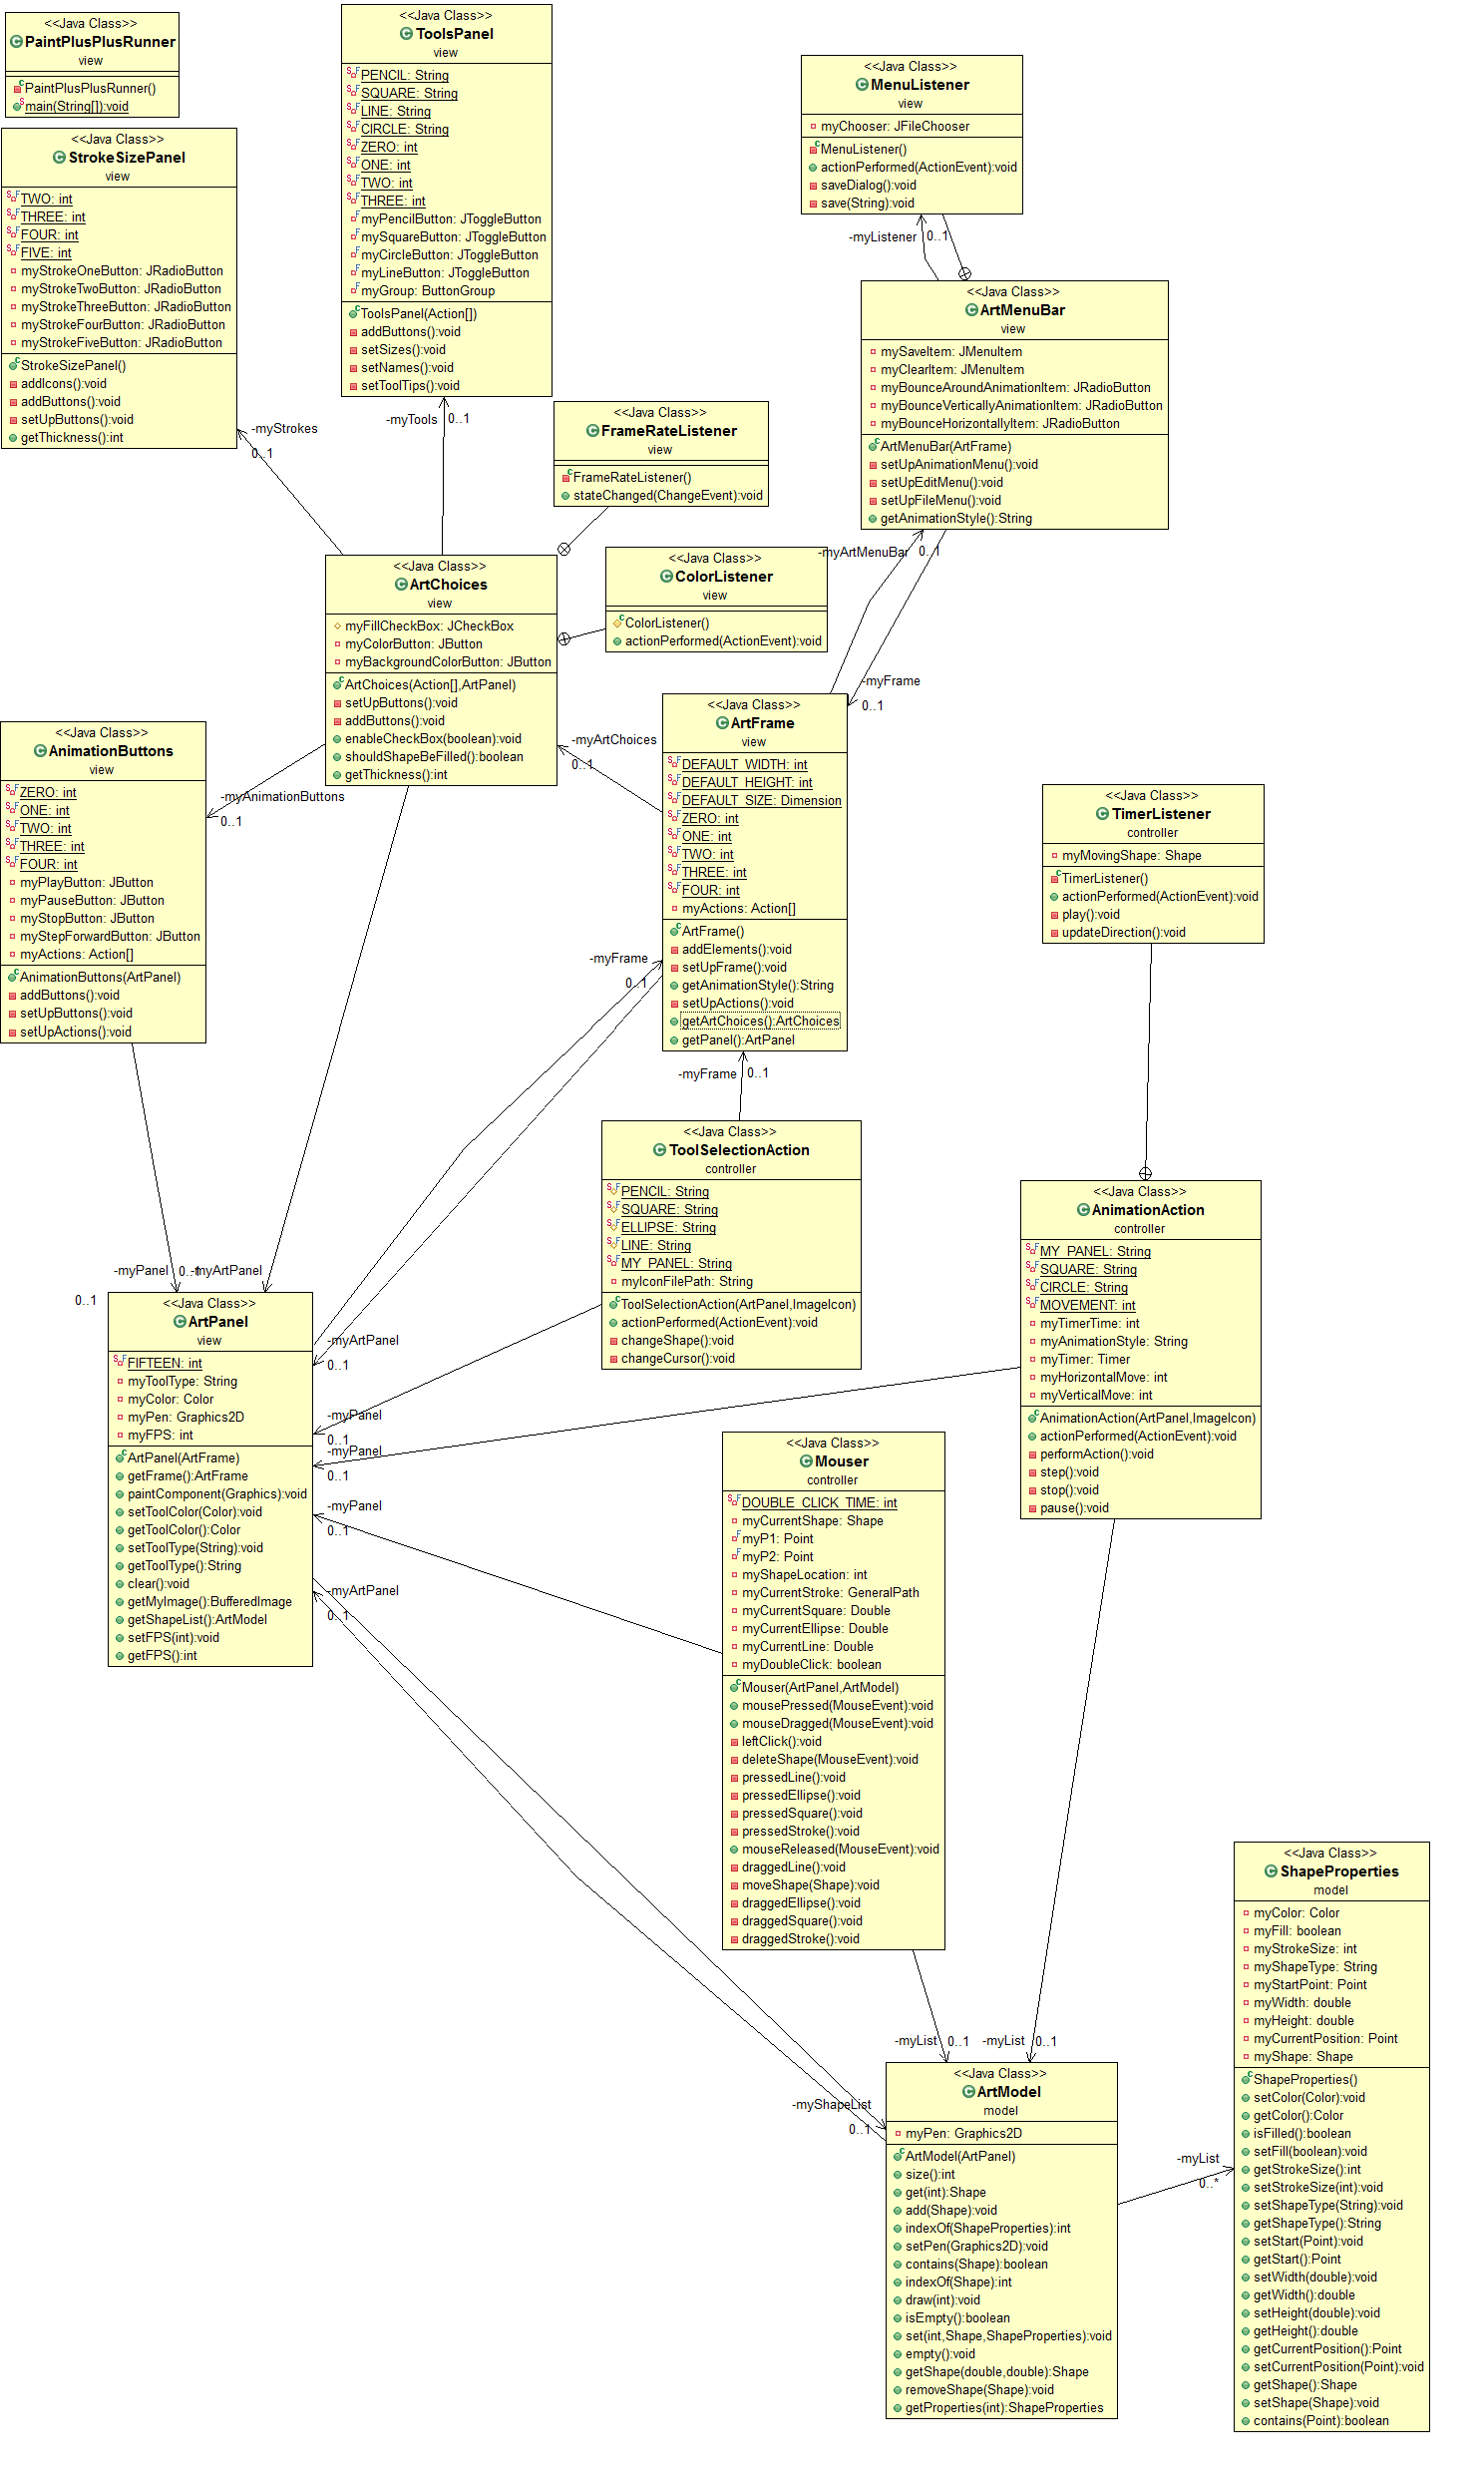 <<Java Class>>
PaintPlusPlusRunner
view
PaintPlusPlusRunner()
main(String[]):void
<<Java Class>>
StrokeSizePanel
view
TWO: int
THREE: int
FOUR: int
FIVE: int
myStrokeOneButton: JRadioButton
myStrokeTwoButton: JRadioButton
myStrokeThreeButton: JRadioButton
myStrokeFourButton: JRadioButton
myStrokeFiveButton: JRadioButton
StrokeSizePanel()
addIcons():void
addButtons():void
setUpButtons():void
getThickness():int
<<Java Class>>
ToolsPanel
view
PENCIL: String
SQUARE: String
LINE: String
CIRCLE: String
ZERO: int
ONE: int
TWO: int
THREE: int
myPencilButton: JToggleButton
mySquareButton: JToggleButton
myCircleButton: JToggleButton
myLineButton: JToggleButton
myGroup: ButtonGroup
ToolsPanel(Action[])
addButtons():void
setSizes():void
setNames():void
setToolTips():void
<<Java Class>>
MenuListener
view
myChooser: JFileChooser
MenuListener()
actionPerformed(ActionEvent):void
saveDialog():void
save(String):void
-myListener
0..1
<<Java Class>>
ArtMenuBar
view
mySaveItem: JMenuItem
myClearItem: JMenuItem
myBounceAroundAnimationItem: JRadioButton
myBounceVerticallyAnimationItem: JRadioButton
myBounceHorizontallyItem: JRadioButton
ArtMenuBar(ArtFrame)
setUpAnimationMenu():void
setUpEditMenu():void
setUpFileMenu():void
getAnimationStyle():String
-myStrokes
0..1
-myTools
0..1
<<Java Class>>
FrameRateListener
view
FrameRateListener()
stateChanged(ChangeEvent):void
<<Java Class>>
ColorListener
view
ColorListener()
actionPerformed(ActionEvent):void
-myArtMenuBar
0..1
-myFrame
0..1
<<Java Class>>
ArtChoices
view
myFillCheckBox: JCheckBox
myColorButton: JButton
myBackgroundColorButton: JButton
ArtChoices(Action[],ArtPanel)
setUpButtons():void
addButtons():void
enableCheckBox(boolean):void
shouldShapeBeFilled():boolean
getThickness():int
-myArtChoices
0..1
<<Java Class>>
ArtFrame
view
DEFAULT_WIDTH: int
DEFAULT_HEIGHT: int
DEFAULT_SIZE: Dimension
ZERO: int
ONE: int
TWO: int
THREE: int
FOUR: int
myActions: Action[]
ArtFrame()
addElements():void
setUpFrame():void
getAnimationStyle():String
setUpActions():void
getArtChoices():ArtChoices
getPanel():ArtPanel
<<Java Class>>
AnimationButtons
view
ZERO: int
ONE: int
TWO: int
THREE: int
FOUR: int
myPlayButton: JButton
myPauseButton: JButton
myStopButton: JButton
myStepForwardButton: JButton
myActions: Action[]
AnimationButtons(ArtPanel)
addButtons():void
setUpButtons():void
setUpActions():void
-myAnimationButtons
0..1
<<Java Class>>
TimerListener
controller
myMovingShape: Shape
TimerListener()
actionPerformed(ActionEvent):void
play():void
updateDirection():void
-myFrame
0..1
-myFrame
0..1
<<Java Class>>
ToolSelectionAction
controller
PENCIL: String
SQUARE: String
ELLIPSE: String
LINE: String
MY_PANEL: String
myIconFilePath: String
ToolSelectionAction(ArtPanel,ImageIcon)
actionPerformed(ActionEvent):void
changeShape():void
changeCursor():void
<<Java Class>>
AnimationAction
controller
MY_PANEL: String
SQUARE: String
CIRCLE: String
MOVEMENT: int
myTimerTime: int
myAnimationStyle: String
myTimer: Timer
myHorizontalMove: int
myVerticalMove: int
AnimationAction(ArtPanel,ImageIcon)
actionPerformed(ActionEvent):void
performAction():void
step():void
stop():void
pause():void
-myPanel
0..1
-myArtPanel
0..1
<<Java Class>>
ArtPanel
view
FIFTEEN: int
myToolType: String
myColor: Color
myPen: Graphics2D
myFPS: int
ArtPanel(ArtFrame)
getFrame():ArtFrame
paintComponent(Graphics):void
setToolColor(Color):void
getToolColor():Color
setToolType(String):void
getToolType():String
clear():void
getMyImage():BufferedImage
getShapeList():ArtModel
setFPS(int):void
getFPS():int
-myArtPanel
0..1
-myPanel
0..1
-myPanel
0..1
-myPanel
0..1
-myArtPanel
0..1
<<Java Class>>
Mouser
controller
DOUBLE_CLICK_TIME: int
myCurrentShape: Shape
myP1: Point
myP2: Point
myShapeLocation: int
myCurrentStroke: GeneralPath
myCurrentSquare: Double
myCurrentEllipse: Double
myCurrentLine: Double
myDoubleClick: boolean
Mouser(ArtPanel,ArtModel)
mousePressed(MouseEvent):void
mouseDragged(MouseEvent):void
leftClick():void
deleteShape(MouseEvent):void
pressedLine():void
pressedEllipse():void
pressedSquare():void
pressedStroke():void
mouseReleased(MouseEvent):void
draggedLine():void
moveShape(Shape):void
draggedEllipse():void
draggedSquare():void
draggedStroke():void
-myList
0..1
-myList
0..1
-myShapeList
0..1
<<Java Class>>
ArtModel
model
myPen: Graphics2D
ArtModel(ArtPanel)
size():int
get(int):Shape
add(Shape):void
indexOf(ShapeProperties):int
setPen(Graphics2D):void
contains(Shape):boolean
indexOf(Shape):int
draw(int):void
isEmpty():boolean
set(int,Shape,ShapeProperties):void
empty():void
getShape(double,double):Shape
removeShape(Shape):void
getProperties(int):ShapeProperties
-myList
0..*
<<Java Class>>
ShapeProperties
model
myColor: Color
myFill: boolean
myStrokeSize: int
myShapeType: String
myStartPoint: Point
myWidth: double
myHeight: double
myCurrentPosition: Point
myShape: Shape
ShapeProperties()
setColor(Color):void
getColor():Color
isFilled():boolean
setFill(boolean):void
getStrokeSize():int
setStrokeSize(int):void
setShapeType(String):void
getShapeType():String
setStart(Point):void
getStart():Point
setWidth(double):void
getWidth():double
setHeight(double):void
getHeight():double
getCurrentPosition():Point
setCurrentPosition(Point):void
getShape():Shape
setShape(Shape):void
contains(Point):boolean